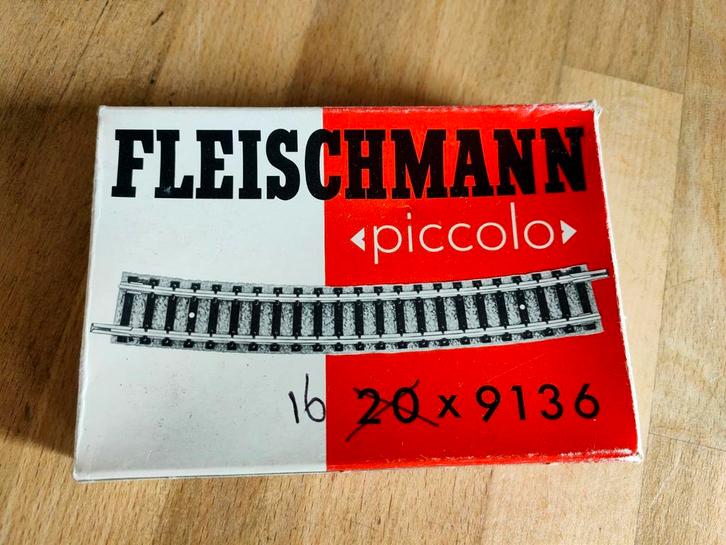 FLEISCHMANN
piccolo
16 20 x 9136